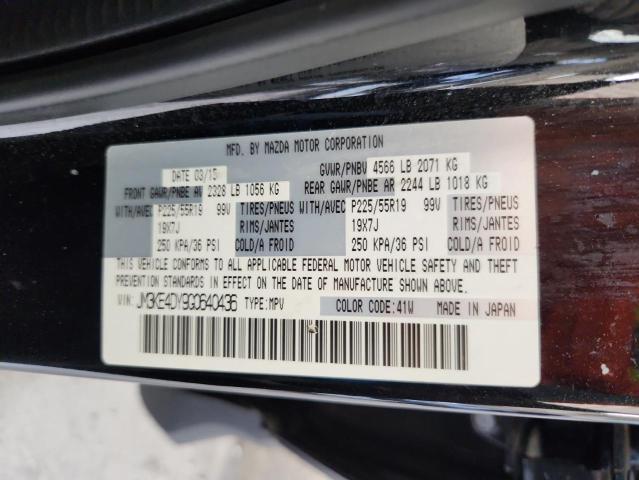 MFD. BY MAZDA MOTOR CORPORATION
DATE 03/15 GVWR/PNBV 4566 LB 2071 KG
FRONT GAWR/PNBE AV 2328 LB 1056 KG REAR GAWR/PNBE AR 2244 LB 1018 KG
WITH/AVEC P225/55R19 99V TIRES/PNEUS WITH/AVEC P225/55R19 99V TIRES/PNEUS
19X7J RIMS/JANTES 19X7J RIMS/JANTES
250 KPA/36 PSI COLD/A FROID 250 KPA/36 PSI COLD/A FROID
THIS VEHICLE CONFORMS TO ALL APPLICABLE FEDERAL MOTOR VEHICLE SAFETY AND THEFT
PREVENTION STANDARDS IN EFFECT ON THE DATE OF MANUFACTURE SHOWN ABOVE.
VIN: JM3KE4DY9G0640436 TYPE:MPV COLOR CODE:41W MADE IN JAPAN